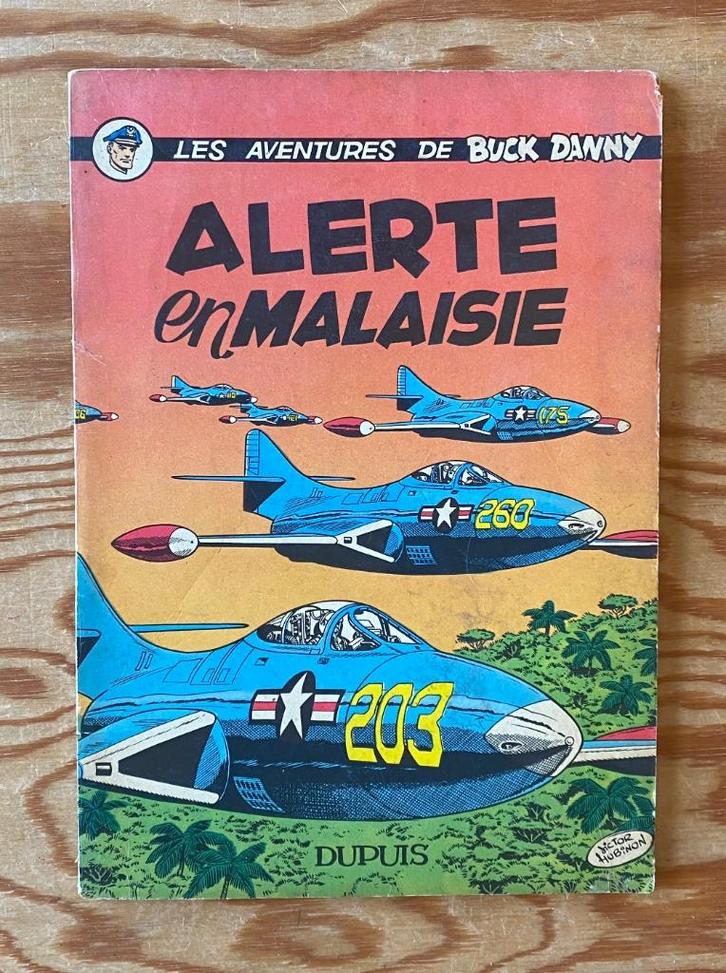 LES AVENTURES DE BUCK DANNY
ALERTE
en MALAISIE
175
260
203
DUPUIS
VICTOR
HUBINON